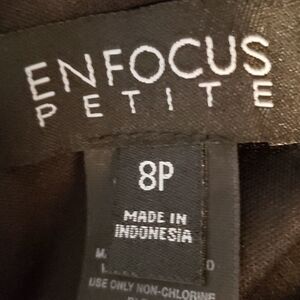 ENFOCUS
PETITE
8P
MADE IN
INDONESIA
USE ONLY NON-CHLORINE